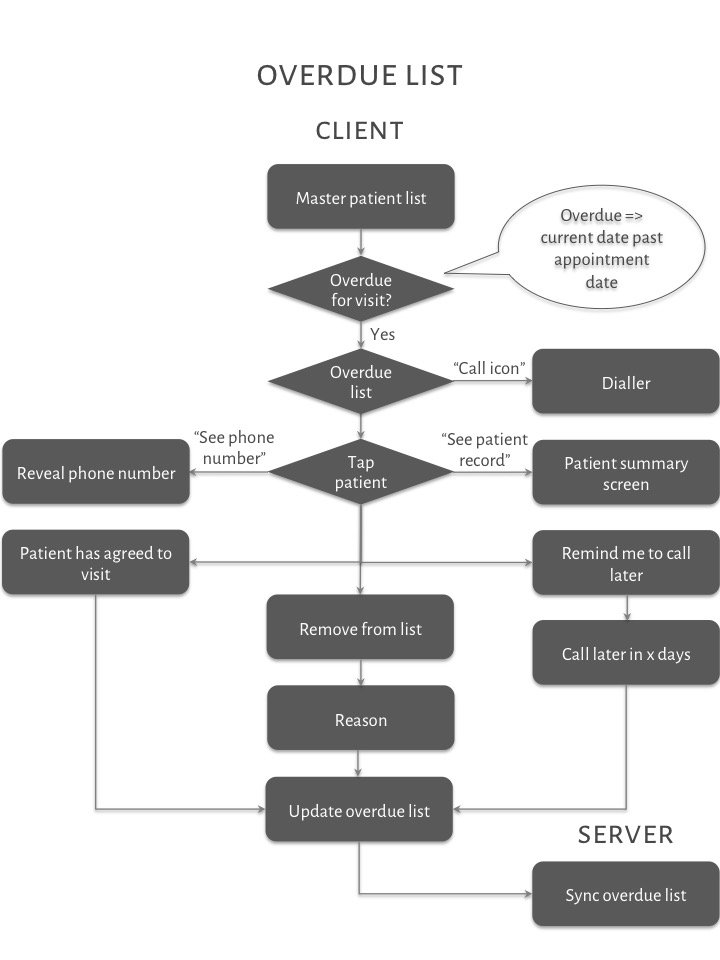 OVERDUE LIST
CLIENT
Master patient list
Overdue =>
current date past
appointment
date
Overdue
for visit?
Yes
Overdue
list
“Call icon”
Dialler
“See phone
number”
Reveal phone number
Tap
patient
“See patient
record”
Patient summary
screen
Patient has agreed to
visit
Remind me to call
later
Remove from list
Call later in x days
Reason
Update overdue list
SERVER
Sync overdue list